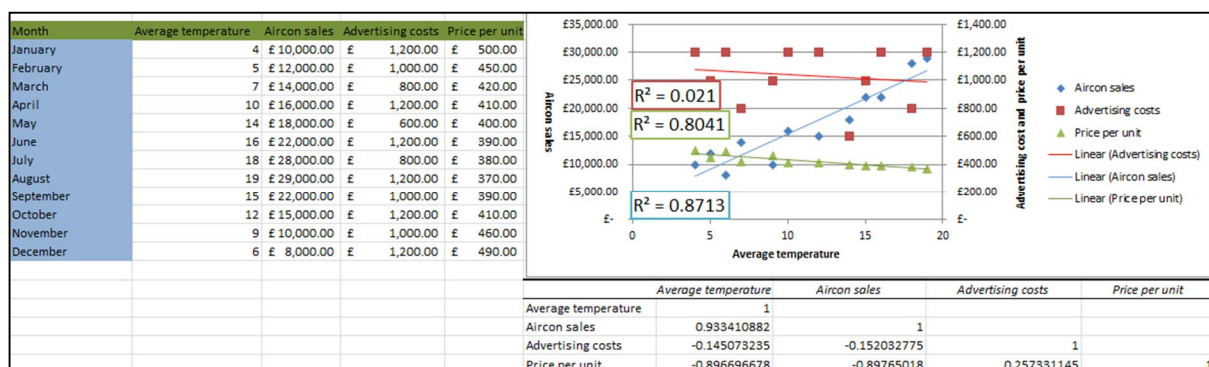 Month Average temperature Aircon sales Advertising costs Price per unit
January 4 £ 10,000.00 £ 1,200.00 £ 500.00
February 5 £ 12,000.00 £ 1,000.00 £ 450.00
March 7 £ 14,000.00 £ 800.00 £ 420.00
April 10 £ 16,000.00 £ 1,200.00 £ 410.00
May 14 £ 18,000.00 £ 600.00 £ 400.00
June 16 £ 22,000.00 £ 1,200.00 £ 390.00
July 18 £ 28,000.00 £ 800.00 £ 380.00
August 19 £ 29,000.00 £ 1,200.00 £ 370.00
September 15 £ 22,000.00 £ 1,000.00 £ 390.00
October 12 £ 15,000.00 £ 1,200.00 £ 410.00
November 9 £ 10,000.00 £ 1,000.00 £ 460.00
December 6 £ 8,000.00 £ 1,200.00 £ 490.00
Aircon sales
£35,000.00
£30,000.00
£25,000.00
£20,000.00
£15,000.00
£10,000.00
£5,000.00
£-
R² = 0.021
R² = 0.8041
R² = 0.8713
0 5 10 15 20
Average temperature
£1,400.00
£1,200.00
£1,000.00
£800.00
£600.00
£400.00
£200.00
£-
Advertising cost and price per unit
Aircon sales
Advertising costs
Price per unit
Linear (Advertising costs)
Linear (Aircon sales)
Linear (Price per unit)
Average temperature Aircon sales Advertising costs Price per unit
Average temperature 1
Aircon sales 0.933410882 1
Advertising costs -0.145073235 -0.152032775 1
Price per unit -0.896696678 -0.89765018 0.257331145 1